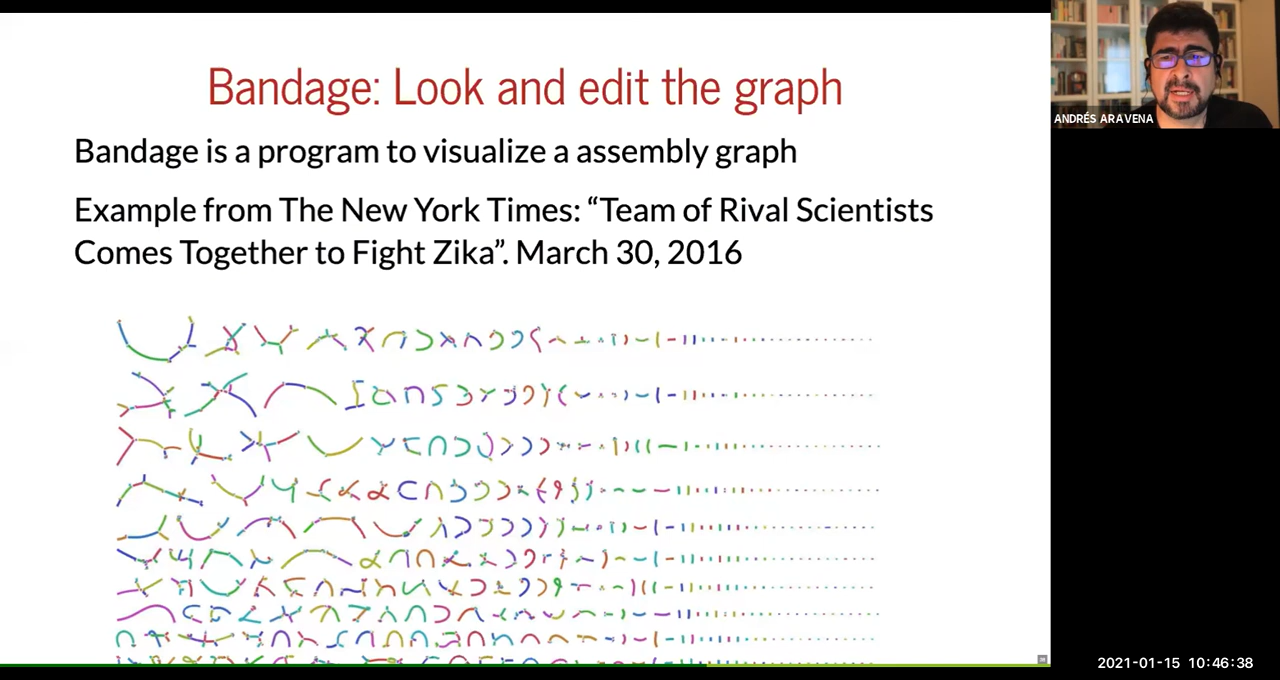 Bandage: Look and edit the graph
Bandage is a program to visualize a assembly graph
Example from The New York Times: “Team of Rival Scientists
Comes Together to Fight Zika”. March 30, 2016
ANDRÉS ARAVENA
2021-01-15 10:46:38